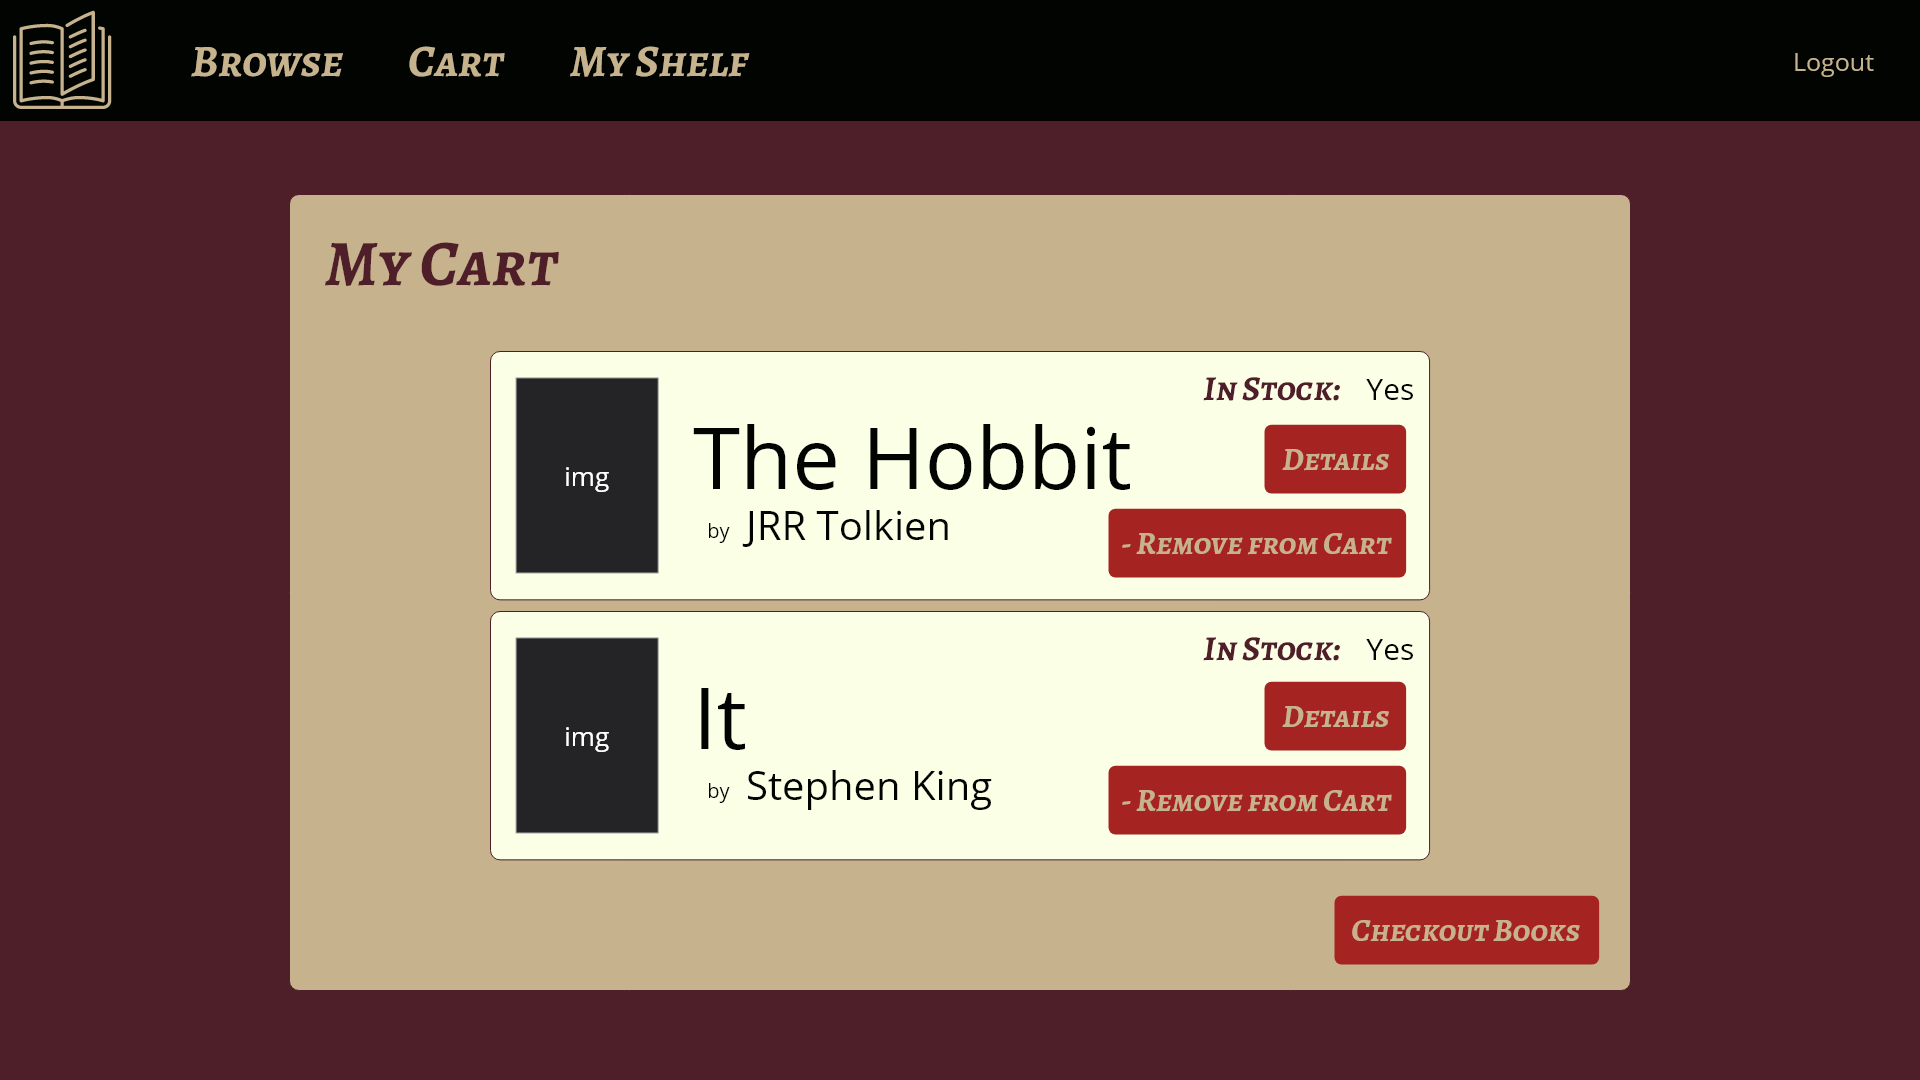 Browse Cart My Shelf Logout
My Cart
In Stock: Yes
img
The Hobbit
Details
by JRR Tolkien
- Remove from Cart
In Stock: Yes
img
It
Details
by Stephen King
- Remove from Cart
Checkout Books